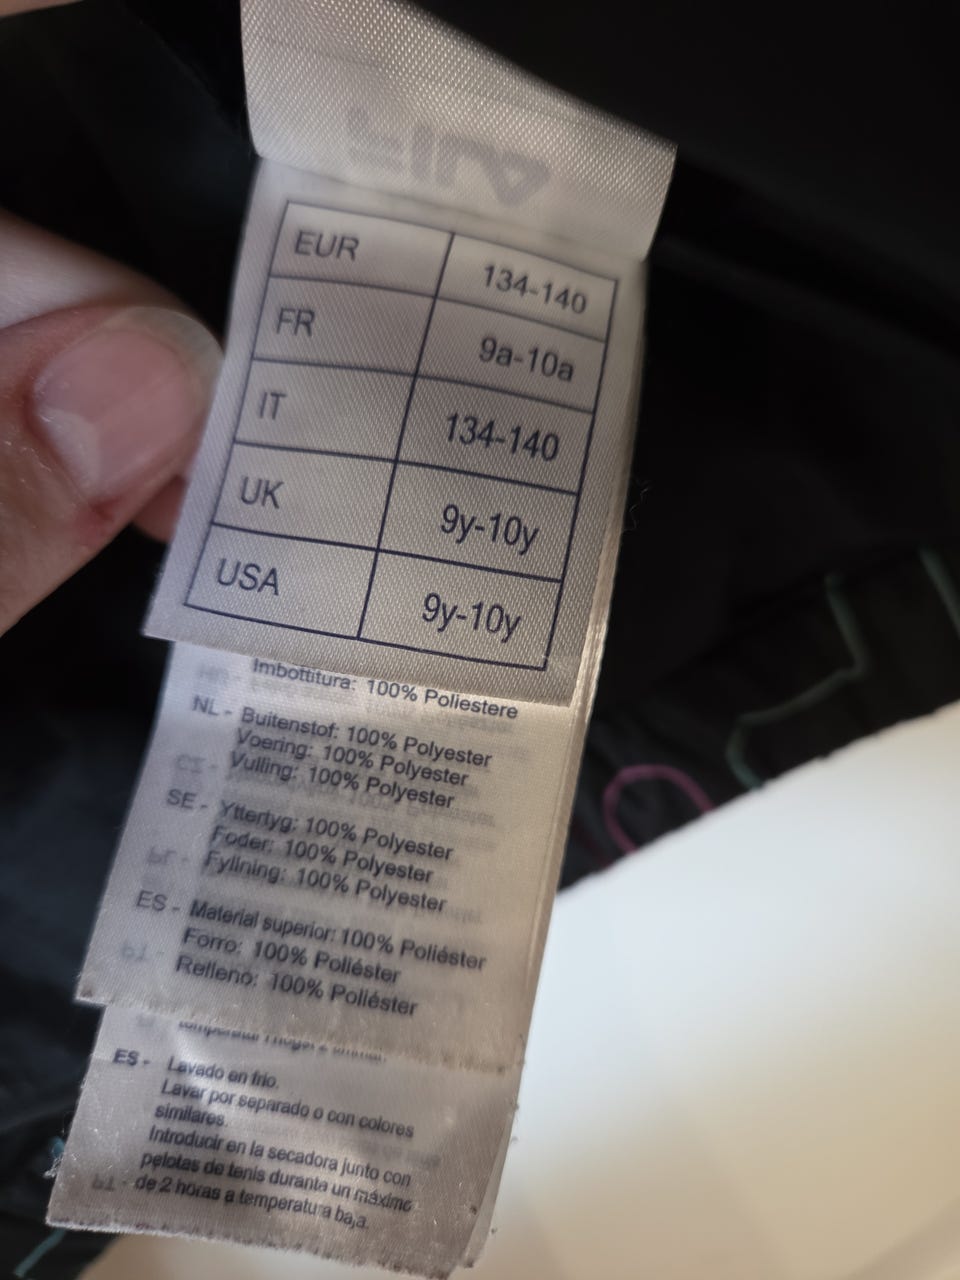 FILA
EUR 134-140
FR 9a-10a
IT 134-140
UK 9y-10y
USA 9y-10y
Imbottitura: 100% Poliestere
NL - Buitenstof: 100% Polyester
Voering: 100% Polyester
Vulling: 100% Polyester
SE - Yttertyg: 100% Polyester
Foder: 100% Polyester
Fyllning: 100% Polyester
ES - Material superior: 100% Poliéster
Forro: 100% Poliéster
Relleno: 100% Poliéster
ES - Lavado en frio.
Lavar por separado o con colores
similares.
Introducir en la secadora junto con
pelotas de tenis durante un máximo
de 2 horas a temperatura baja.